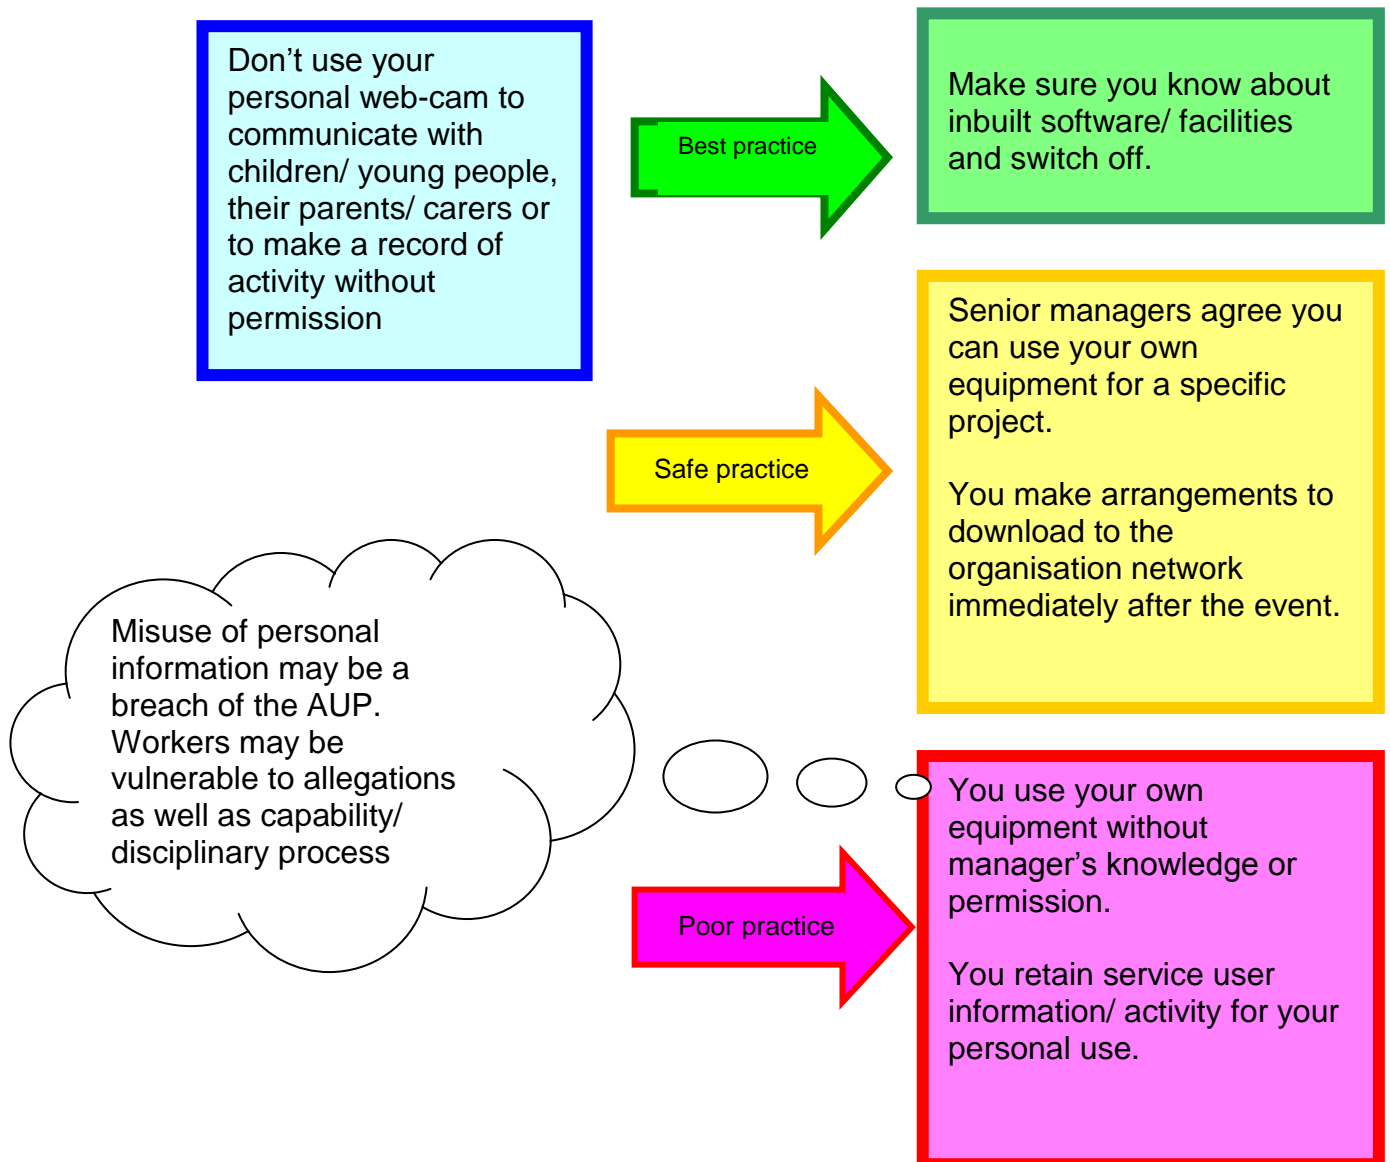 Don’t use your
personal web-cam to
communicate with
children/ young people,
their parents/ carers or
to make a record of
activity without
permission
Best practice
Make sure you know about
inbuilt software/ facilities
and switch off.
Safe practice
Senior managers agree you
can use your own
equipment for a specific
project.
You make arrangements to
download to the
organisation network
immediately after the event.
Misuse of personal
information may be a
breach of the AUP.
Workers may be
vulnerable to allegations
as well as capability/
disciplinary process
Poor practice
You use your own
equipment without
manager’s knowledge or
permission.
You retain service user
information/ activity for your
personal use.